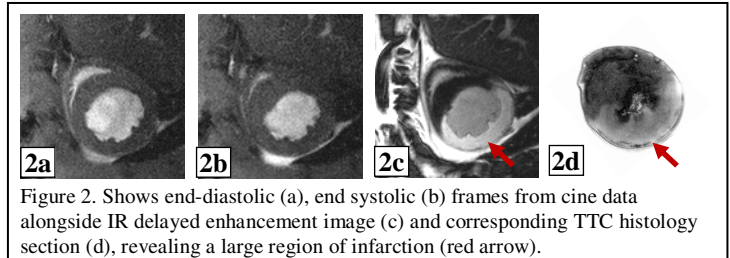 2a
2b
2c
2d
Figure 2. Shows end-diastolic (a), end systolic (b) frames from cine data
alongside IR delayed enhancement image (c) and corresponding TTC histology
section (d), revealing a large region of infarction (red arrow).